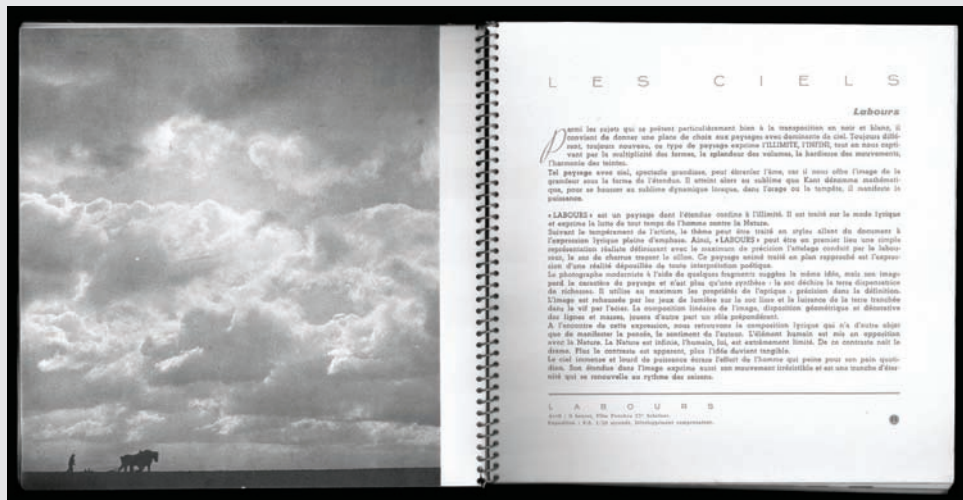 LES CIELS
Labours
Parmi les sujets qui se prêtent particulièrement bien à la transposition en noir et blanc, il
convient de donner une place de choix aux paysages avec dominante de ciel. Toujours diffé-
rent, toujours nouveau, ce type de paysage exprime l'ILLIMITÉ, l'INFINI, tout en nous capti-
vant par la multiplicité des formes, la splendeur des volumes, la hardiesse des mouvements,
l'harmonie des teintes.
Tel paysage avec ciel, spectacle grandiose, peut ébranler l'âme, car il nous offre l'image de la
grandeur sous la forme de l'étendue. Il atteint alors au sublime que Kant dénomme mathémati-
que, pour se hausser au sublime dynamique lorsque, dans l'orage ou la tempête, il manifeste la
puissance.
« LABOURS » est un paysage dont l'étendue confine à l'illimité. Il est traité sur le mode lyrique
et exprime la lutte de tout temps de l'homme contre la Nature.
Suivant le tempérament de l'artiste, le thème peut être traité en styles allant du document à
l'expression lyrique pleine d'emphase. Ainsi, « LABOURS » peut être en premier lieu une simple
représentation réaliste définissant avec le maximum de précision l'attelage conduit par le labou-
reur, le soc de charrue traçant le sillon. Ce paysage animé traité en plan rapproché est l'expres-
sion d'une réalité dépouillée de toute interprétation poétique.
Le photographe moderniste à l'aide de quelques fragments suggère la même idée, mais son image
perd le caractère de paysage et n'est plus qu'une synthèse : le soc déchire la terre dispensatrice
de richesses. Il utilise au maximum les propriétés de l'optique : précision dans la définition.
L'image est rehaussée par les jeux de lumière sur le soc livre et la luisance de la terre tranchée
dans le vif par l'acier. La composition linéaire de l'image, disposition géométrique et décorative
des lignes et masses, jouera d'autre part un rôle prépondérant.
A l'encontre de cette expression, nous retrouvons la composition lyrique qui n'a d'autre objet
que de manifester la pensée, le sentiment de l'auteur. L'élément humain est mis en opposition
avec la Nature. La Nature est infinie, l'humain, lui, est extrêmement limité. De ce contraste naît le
drame. Plus le contraste est apparent, plus l'idée devient tangible.
Le ciel immense et lourd de puissance écrase l'effort de l'homme qui peine pour son pain quoti-
dien. Son étendue dans l'image exprime aussi son mouvement irrésistible et est une tranche d'éter-
nité qui se renouvelle au rythme des saisons.
LABOURS
Avril : heures, Film
Exposition : 1/50 seconde. Développement compensateur.